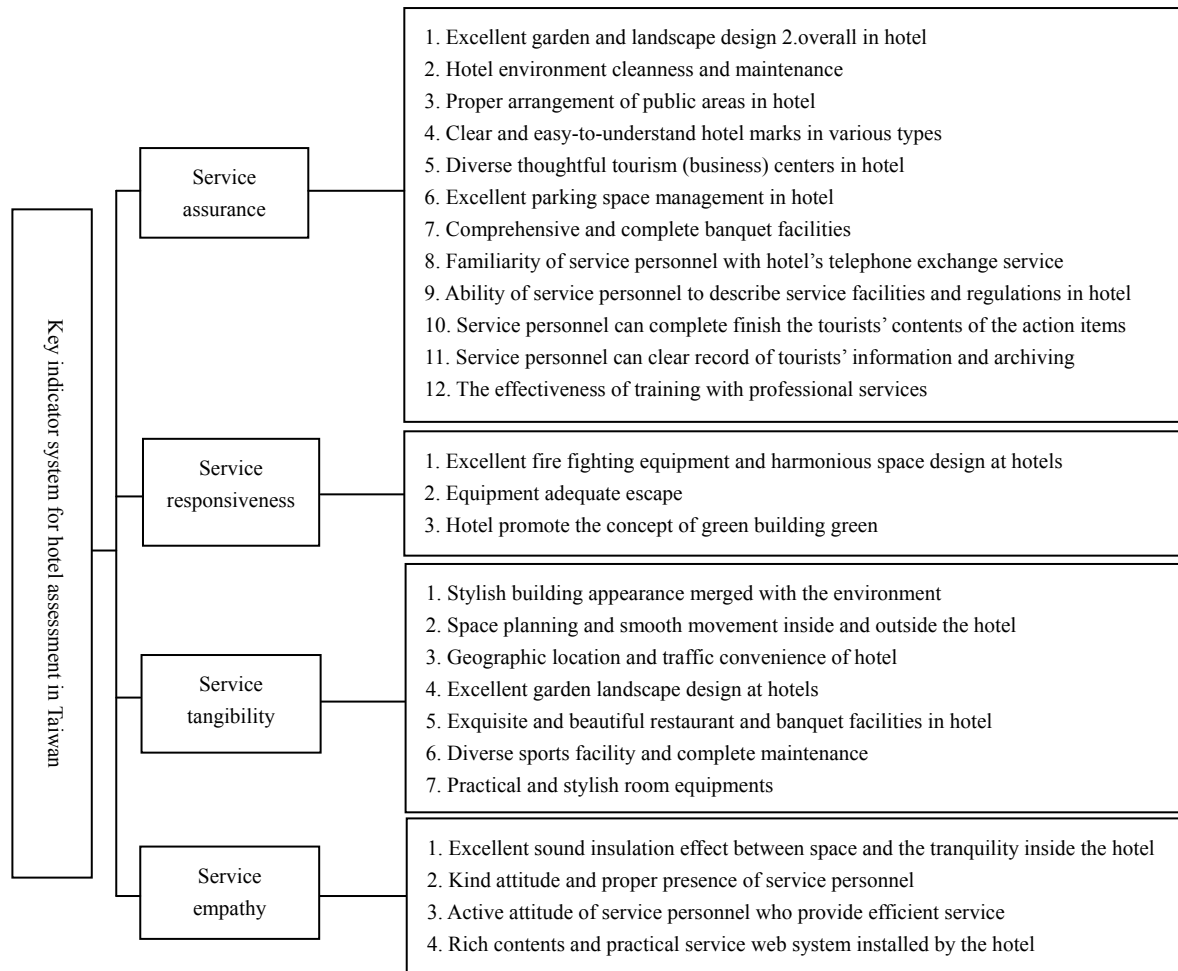 Key indicator system for hotel assessment in Taiwan
Service
assurance
1. Excellent garden and landscape design 2.overall in hotel
2. Hotel environment cleanness and maintenance
3. Proper arrangement of public areas in hotel
4. Clear and easy-to-understand hotel marks in various types
5. Diverse thoughtful tourism (business) centers in hotel
6. Excellent parking space management in hotel
7. Comprehensive and complete banquet facilities
8. Familiarity of service personnel with hotel’s telephone exchange service
9. Ability of service personnel to describe service facilities and regulations in hotel
10. Service personnel can complete finish the tourists’ contents of the action items
11. Service personnel can clear record of tourists’ information and archiving
12. The effectiveness of training with professional services
Service
responsiveness
1. Excellent fire fighting equipment and harmonious space design at hotels
2. Equipment adequate escape
3. Hotel promote the concept of green building green
Service
tangibility
1. Stylish building appearance merged with the environment
2. Space planning and smooth movement inside and outside the hotel
3. Geographic location and traffic convenience of hotel
4. Excellent garden landscape design at hotels
5. Exquisite and beautiful restaurant and banquet facilities in hotel
6. Diverse sports facility and complete maintenance
7. Practical and stylish room equipments
Service
empathy
1. Excellent sound insulation effect between space and the tranquility inside the hotel
2. Kind attitude and proper presence of service personnel
3. Active attitude of service personnel who provide efficient service
4. Rich contents and practical service web system installed by the hotel